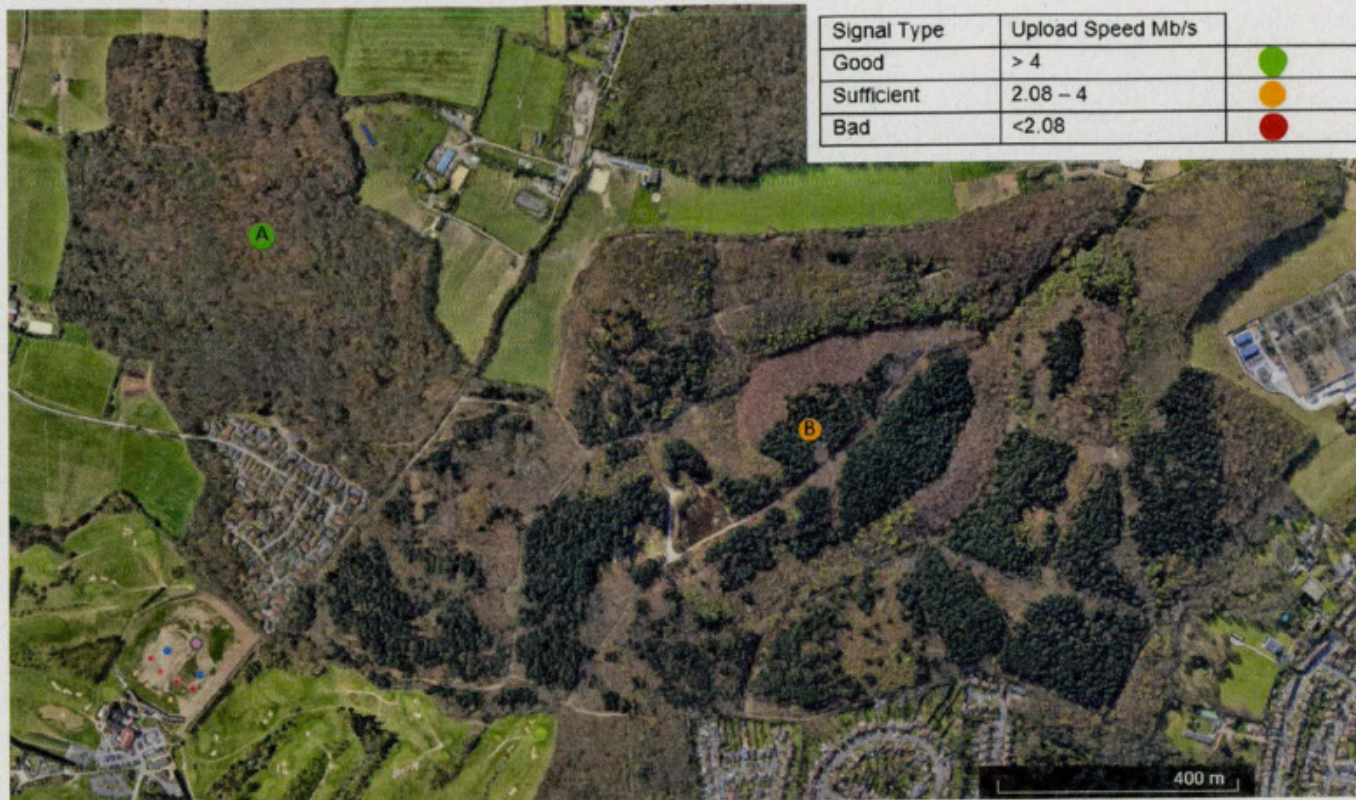 Signal Type Upload Speed Mb/s
Good > 4
Sufficient 2.08 – 4
Bad <2.08
A
B
400 m